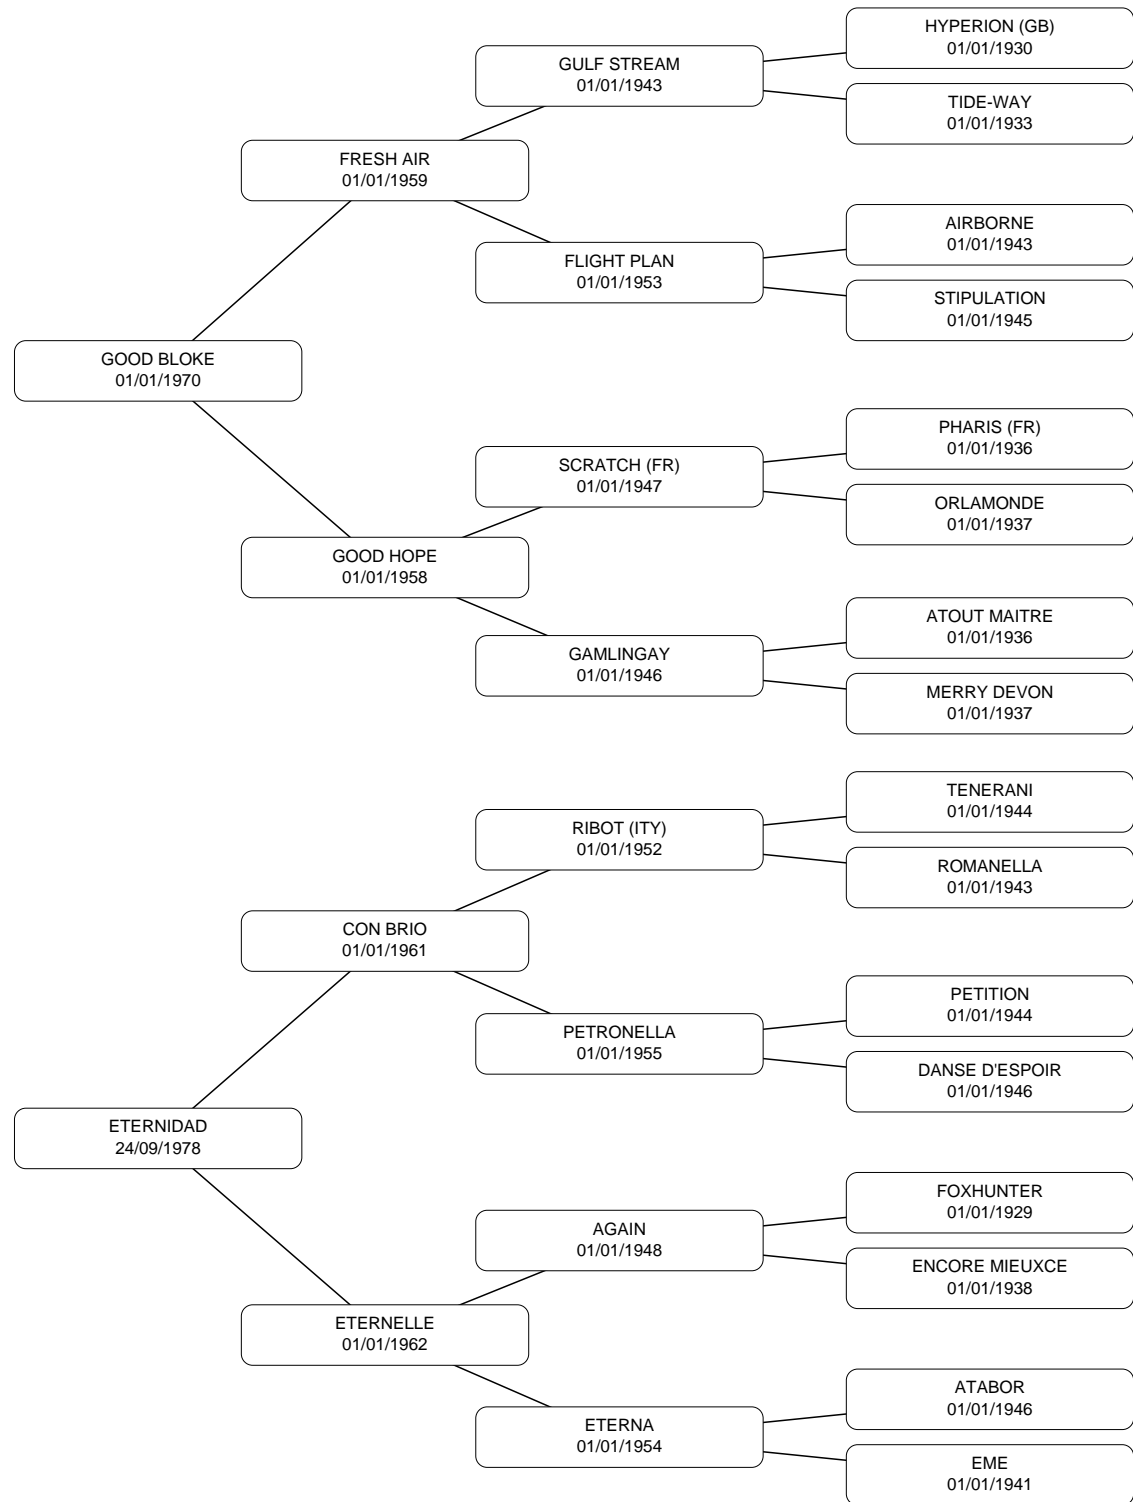 HYPERION (GB)
01/01/1930
GULF STREAM
01/01/1943
TIDE-WAY
01/01/1933
FRESH AIR
01/01/1959
AIRBORNE
01/01/1943
FLIGHT PLAN
01/01/1953
STIPULATION
01/01/1945
GOOD BLOKE
01/01/1970
PHARIS (FR)
01/01/1936
SCRATCH (FR)
01/01/1947
ORLAMONDE
01/01/1937
GOOD HOPE
01/01/1958
ATOUT MAITRE
01/01/1936
GAMLINGAY
01/01/1946
MERRY DEVON
01/01/1937
TENERANI
01/01/1944
RIBOT (ITY)
01/01/1952
ROMANELLA
01/01/1943
CON BRIO
01/01/1961
PETITION
01/01/1944
PETRONELLA
01/01/1955
DANSE D'ESPOIR
01/01/1946
ETERNIDAD
24/09/1978
FOXHUNTER
01/01/1929
AGAIN
01/01/1948
ENCORE MIEUXCE
01/01/1938
ETERNELLE
01/01/1962
ATABOR
01/01/1946
ETERNA
01/01/1954
EME
01/01/1941